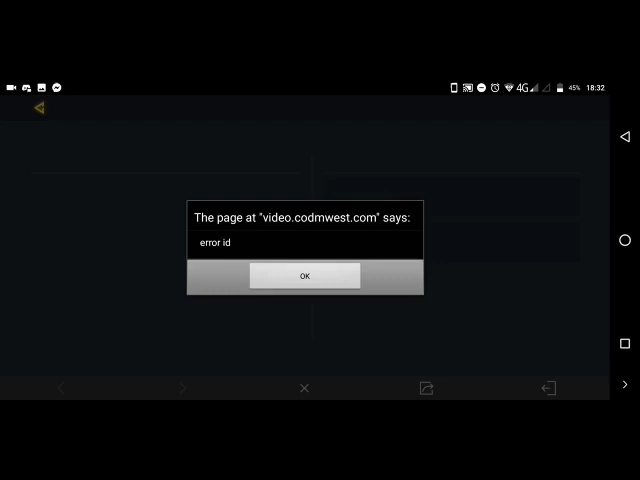 4G 45% 18:32
The page at "video.codmwest.com" says:
error id
OK